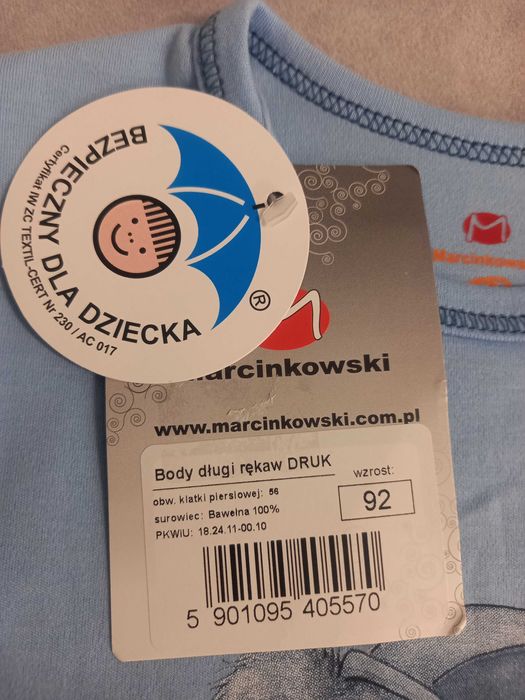 BEZPIECZNY DLA DZIECKA
Certyfikat IW ZC TEXTIL-CERT Nr 230 / AC 017
®
Marcinkowski
marcinkowski
www.marcinkowski.com.pl
Body długi rękaw DRUK
wzrost:
obw. klatki piersiowej: 56
surowiec: Bawełna 100%
PKWiU: 18.24.11-00.10
92
5 901095 405570